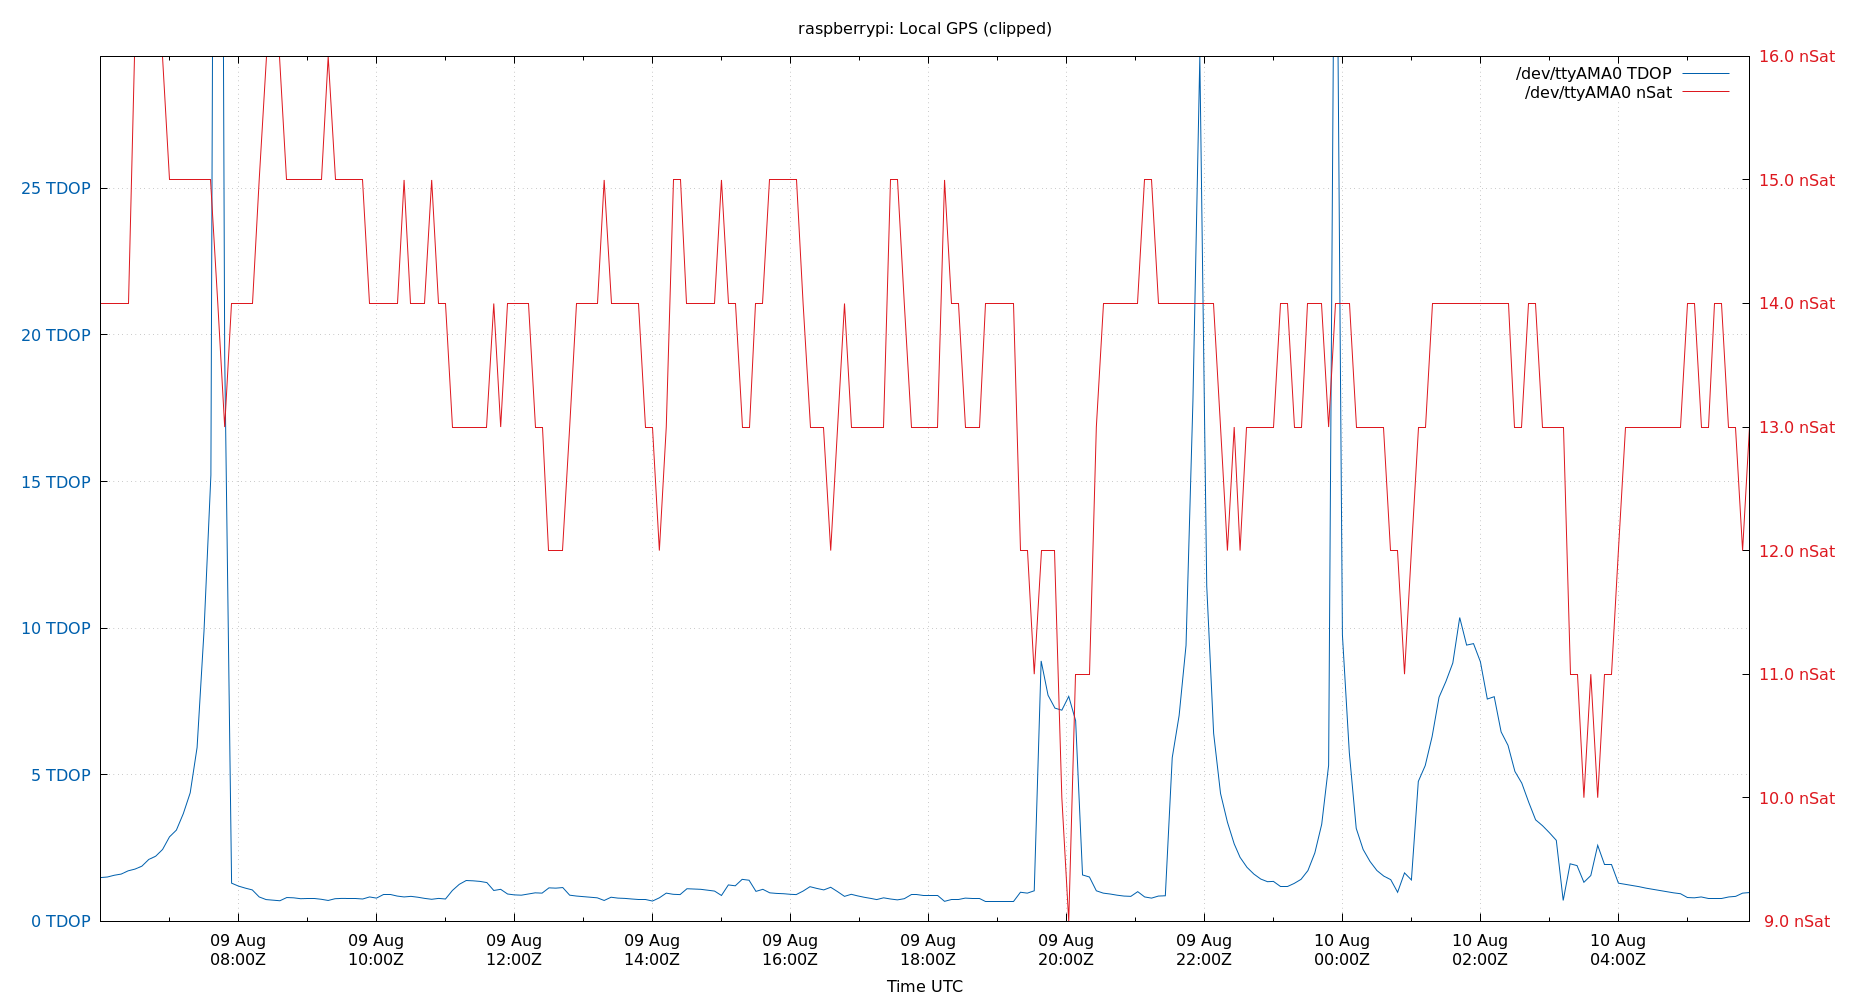 raspberrypi: Local GPS (clipped)
/dev/ttyAMA0 TDOP
/dev/ttyAMA0 nSat
25 TDOP
20 TDOP
15 TDOP
10 TDOP
5 TDOP
0 TDOP
16.0 nSat
15.0 nSat
14.0 nSat
13.0 nSat
12.0 nSat
11.0 nSat
10.0 nSat
9.0 nSat
09 Aug
08:00Z
09 Aug
10:00Z
09 Aug
12:00Z
09 Aug
14:00Z
09 Aug
16:00Z
09 Aug
18:00Z
09 Aug
20:00Z
09 Aug
22:00Z
10 Aug
00:00Z
10 Aug
02:00Z
10 Aug
04:00Z
Time UTC